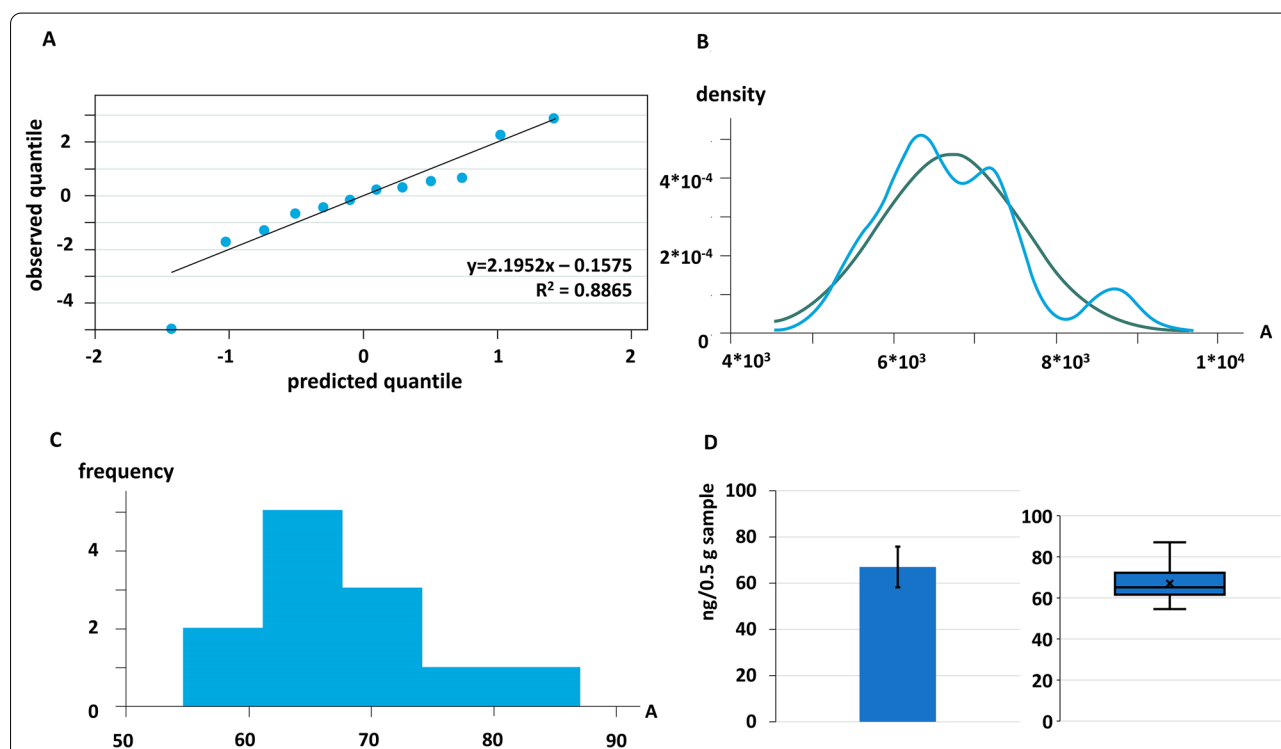 A
observed quantile
2
0
-2
-4
y=2.1952x – 0.1575
R² = 0.8865
-2 -1 0 1 2
predicted quantile
B
density
4*10⁻⁴
2*10⁻⁴
0
A
4*10³ 6*10³ 8*10³ 1*10⁴
C
frequency
4
2
0
A
50 60 70 80 90
D
ng/0.5 g sample
100
80
60
40
20
0
100
80
60
40
20
0